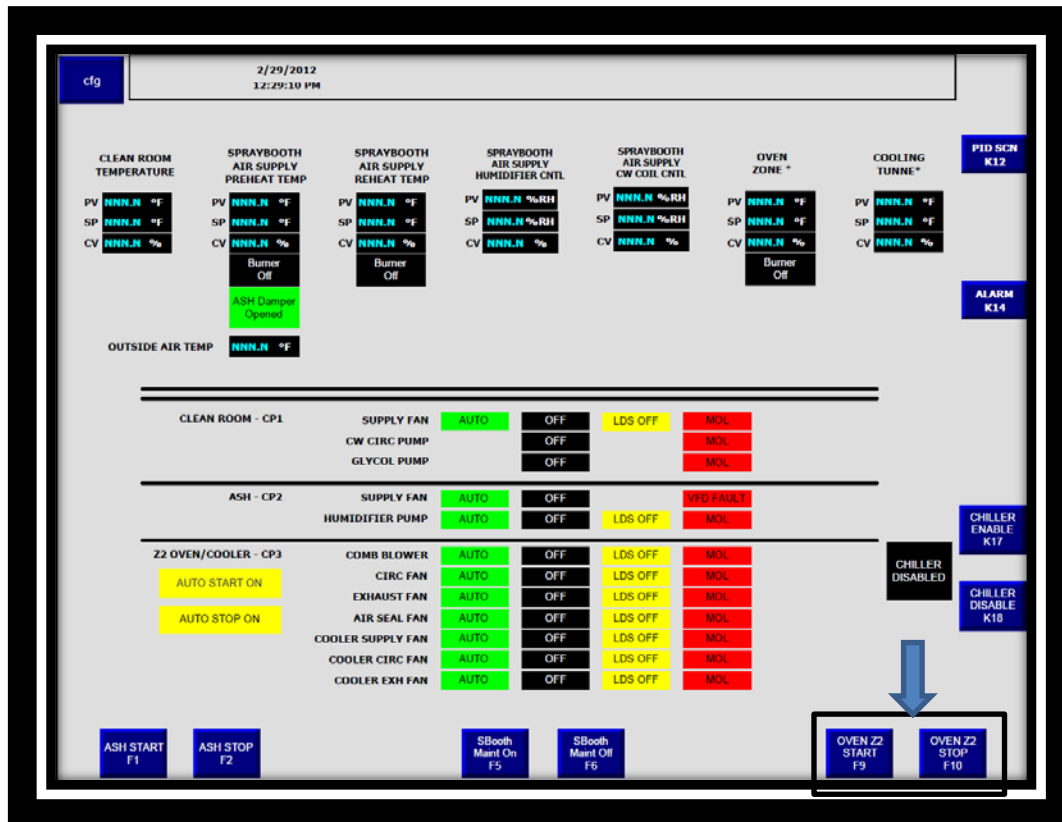 cfg
2/29/2012
12:29:10 PM
CLEAN ROOM
TEMPERATURE
PV NNN.N °F
SP NNN.N °F
CV NNN.N %
SPRAYBOOTH
AIR SUPPLY
PREHEAT TEMP
PV NNN.N °F
SP NNN.N °F
CV NNN.N %
Burner
Off
ASH Damper
Opened
SPRAYBOOTH
AIR SUPPLY
REHEAT TEMP
PV NNN.N °F
SP NNN.N °F
CV NNN.N %
Burner
Off
SPRAYBOOTH
AIR SUPPLY
HUMIDIFIER CNTL
PV NNN.N %RH
SP NNN.N %RH
CV NNN.N %
SPRAYBOOTH
AIR SUPPLY
CW COIL CNTL
PV NNN.N %RH
SP NNN.N %RH
CV NNN.N %
OVEN
ZONE *
PV NNN.N °F
SP NNN.N °F
CV NNN.N %
Burner
Off
COOLING
TUNNE*
PV NNN.N °F
SP NNN.N °F
CV NNN.N %
PID SCN
K12
ALARM
K14
OUTSIDE AIR TEMP NNN.N °F
CLEAN ROOM - CP1 SUPPLY FAN AUTO OFF LDS OFF MOL
CW CIRC PUMP OFF MOL
GLYCOL PUMP OFF MOL
ASH - CP2 SUPPLY FAN AUTO OFF VFD FAULT
HUMIDIFIER PUMP AUTO OFF LDS OFF MOL
Z2 OVEN/COOLER - CP3 COMB BLOWER AUTO OFF LDS OFF MOL
CIRC FAN AUTO OFF LDS OFF MOL
EXHAUST FAN AUTO OFF LDS OFF MOL
AIR SEAL FAN AUTO OFF LDS OFF MOL
COOLER SUPPLY FAN AUTO OFF LDS OFF MOL
COOLER CIRC FAN AUTO OFF LDS OFF MOL
COOLER EXH FAN AUTO OFF LDS OFF MOL
AUTO START ON
AUTO STOP ON
CHILLER
DISABLED
CHILLER
ENABLE
K17
CHILLER
DISABLE
K18
ASH START
F1
ASH STOP
F2
SBooth
Maint On
F5
SBooth
Maint Off
F6
OVEN Z2
START
F9
OVEN Z2
STOP
F10